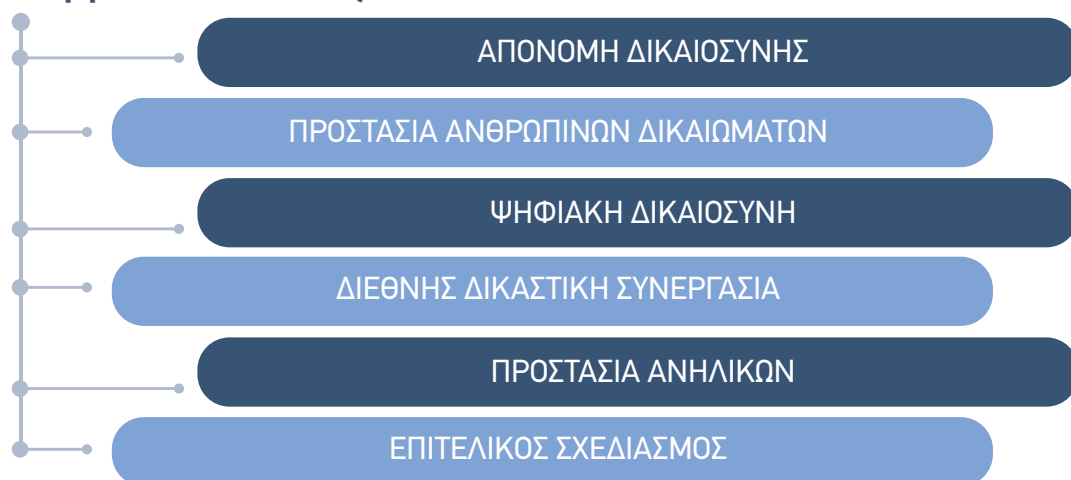 ΑΠΟΝΟΜΗ ΔΙΚΑΙΟΣΥΝΗΣ
ΠΡΟΣΤΑΣΙΑ ΑΝΘΡΩΠΙΝΩΝ ΔΙΚΑΙΩΜΑΤΩΝ
ΨΗΦΙΑΚΗ ΔΙΚΑΙΟΣΥΝΗ
ΔΙΕΘΝΗΣ ΔΙΚΑΣΤΙΚΗ ΣΥΝΕΡΓΑΣΙΑ
ΠΡΟΣΤΑΣΙΑ ΑΝΗΛΙΚΩΝ
ΕΠΙΤΕΛΙΚΟΣ ΣΧΕΔΙΑΣΜΟΣ